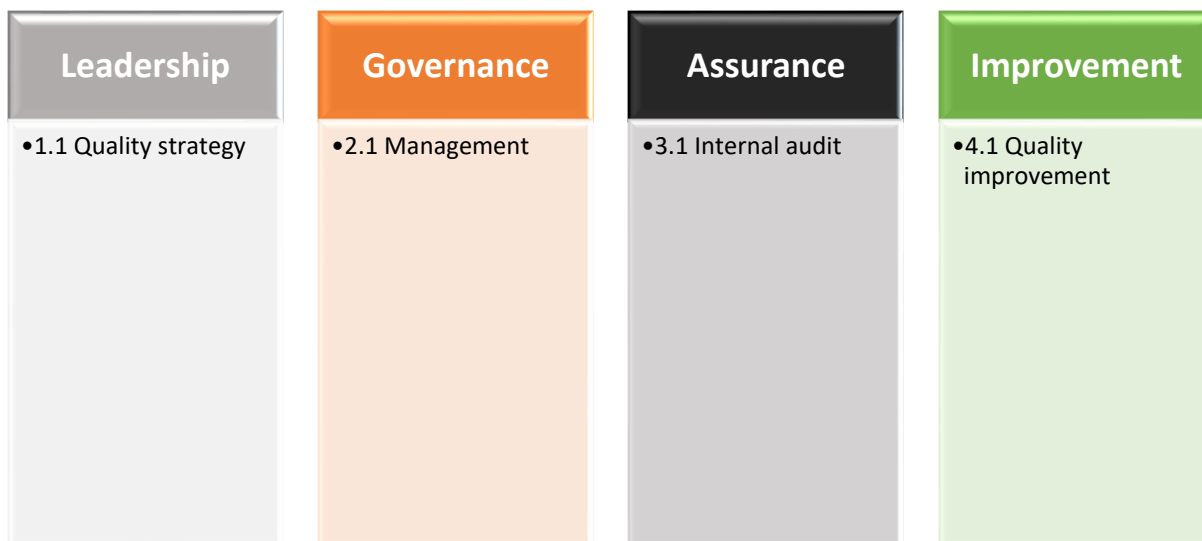 Leadership
•1.1 Quality strategy
Governance
•2.1 Management
Assurance
•3.1 Internal audit
Improvement
•4.1 Quality
improvement